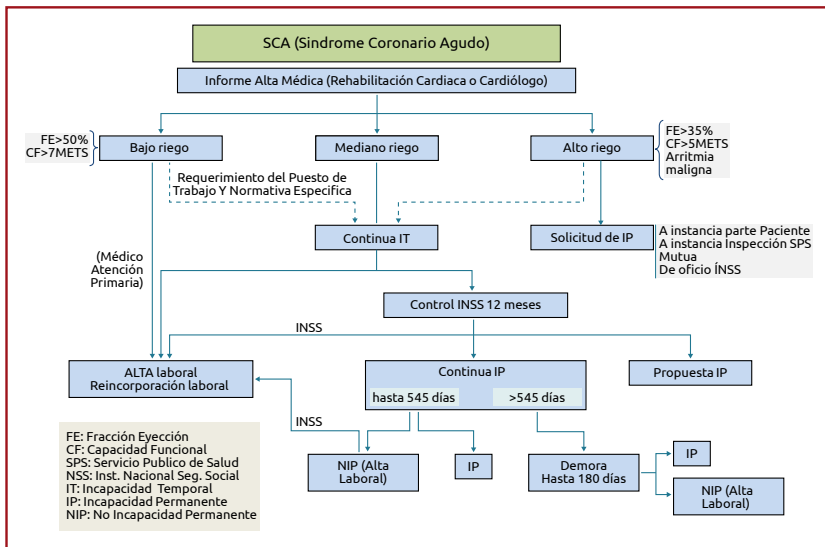 SCA (Sindrome Coronario Agudo)
Informe Alta Médica (Rehabilitación Cardiaca o Cardiólogo)
FE>50%
CF>7METS
Bajo riego
Mediano riego
Alto riego
FE>35%
CF>5METS
Arritmia
maligna
Requerimiento del Puesto de
Trabajo Y Normativa Especifica
(Médico
Atención
Primaria)
Continua IT
Solicitud de IP
A instancia parte Paciente
A instancia Inspección SPS
Mutua
De oficio ÍNSS
Control INSS 12 meses
INSS
ALTA laboral
Reincorporación laboral
Continua IP
hasta 545 días
>545 días
Propuesta IP
INSS
NIP (Alta
Laboral)
IP
Demora
Hasta 180 días
IP
NIP (Alta
Laboral)
FE: Fracción Eyección
CF: Capacidad Funcional
SPS: Servicio Publico de Salud
NSS: Inst. Nacional Seg. Social
IT: Incapacidad Temporal
IP: Incapacidad Permanente
NIP: No Incapacidad Permanente